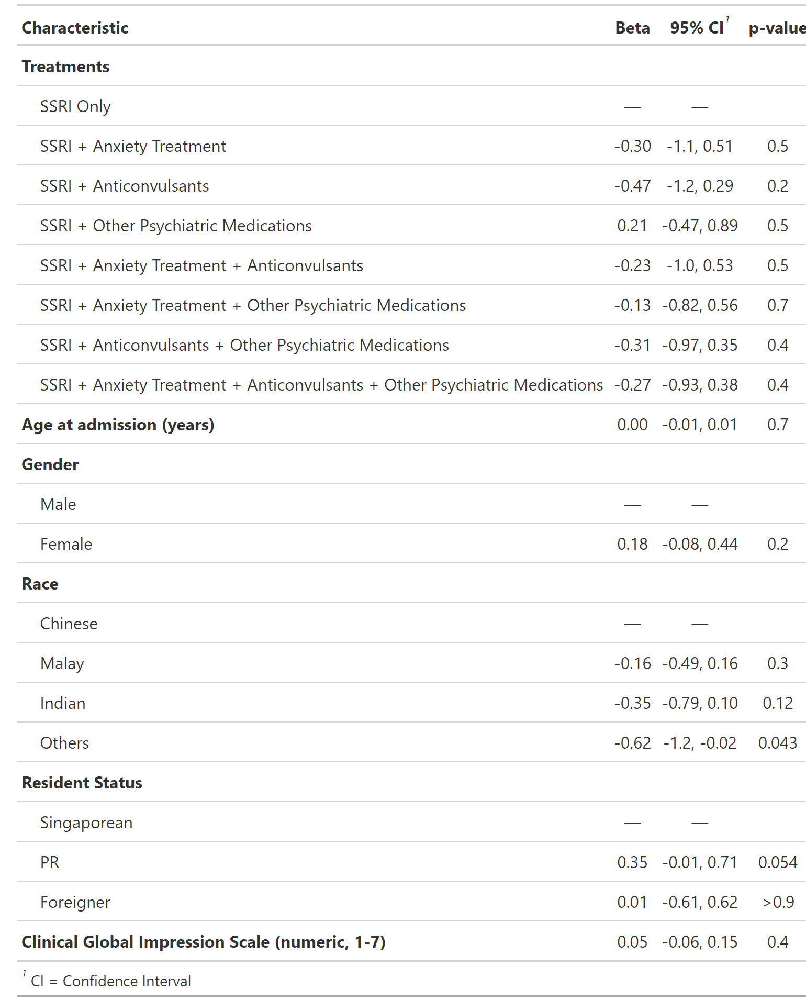 Characteristic Beta 95% CI1 p-value
Treatments
SSRI Only — —
SSRI + Anxiety Treatment -0.30 -1.1, 0.51 0.5
SSRI + Anticonvulsants -0.47 -1.2, 0.29 0.2
SSRI + Other Psychiatric Medications 0.21 -0.47, 0.89 0.5
SSRI + Anxiety Treatment + Anticonvulsants -0.23 -1.0, 0.53 0.5
SSRI + Anxiety Treatment + Other Psychiatric Medications -0.13 -0.82, 0.56 0.7
SSRI + Anticonvulsants + Other Psychiatric Medications -0.31 -0.97, 0.35 0.4
SSRI + Anxiety Treatment + Anticonvulsants + Other Psychiatric Medications -0.27 -0.93, 0.38 0.4
Age at admission (years) 0.00 -0.01, 0.01 0.7
Gender
Male — —
Female 0.18 -0.08, 0.44 0.2
Race
Chinese — —
Malay -0.16 -0.49, 0.16 0.3
Indian -0.35 -0.79, 0.10 0.12
Others -0.62 -1.2, -0.02 0.043
Resident Status
Singaporean — —
PR 0.35 -0.01, 0.71 0.054
Foreigner 0.01 -0.61, 0.62 >0.9
Clinical Global Impression Scale (numeric, 1-7) 0.05 -0.06, 0.15 0.4
1 CI = Confidence Interval